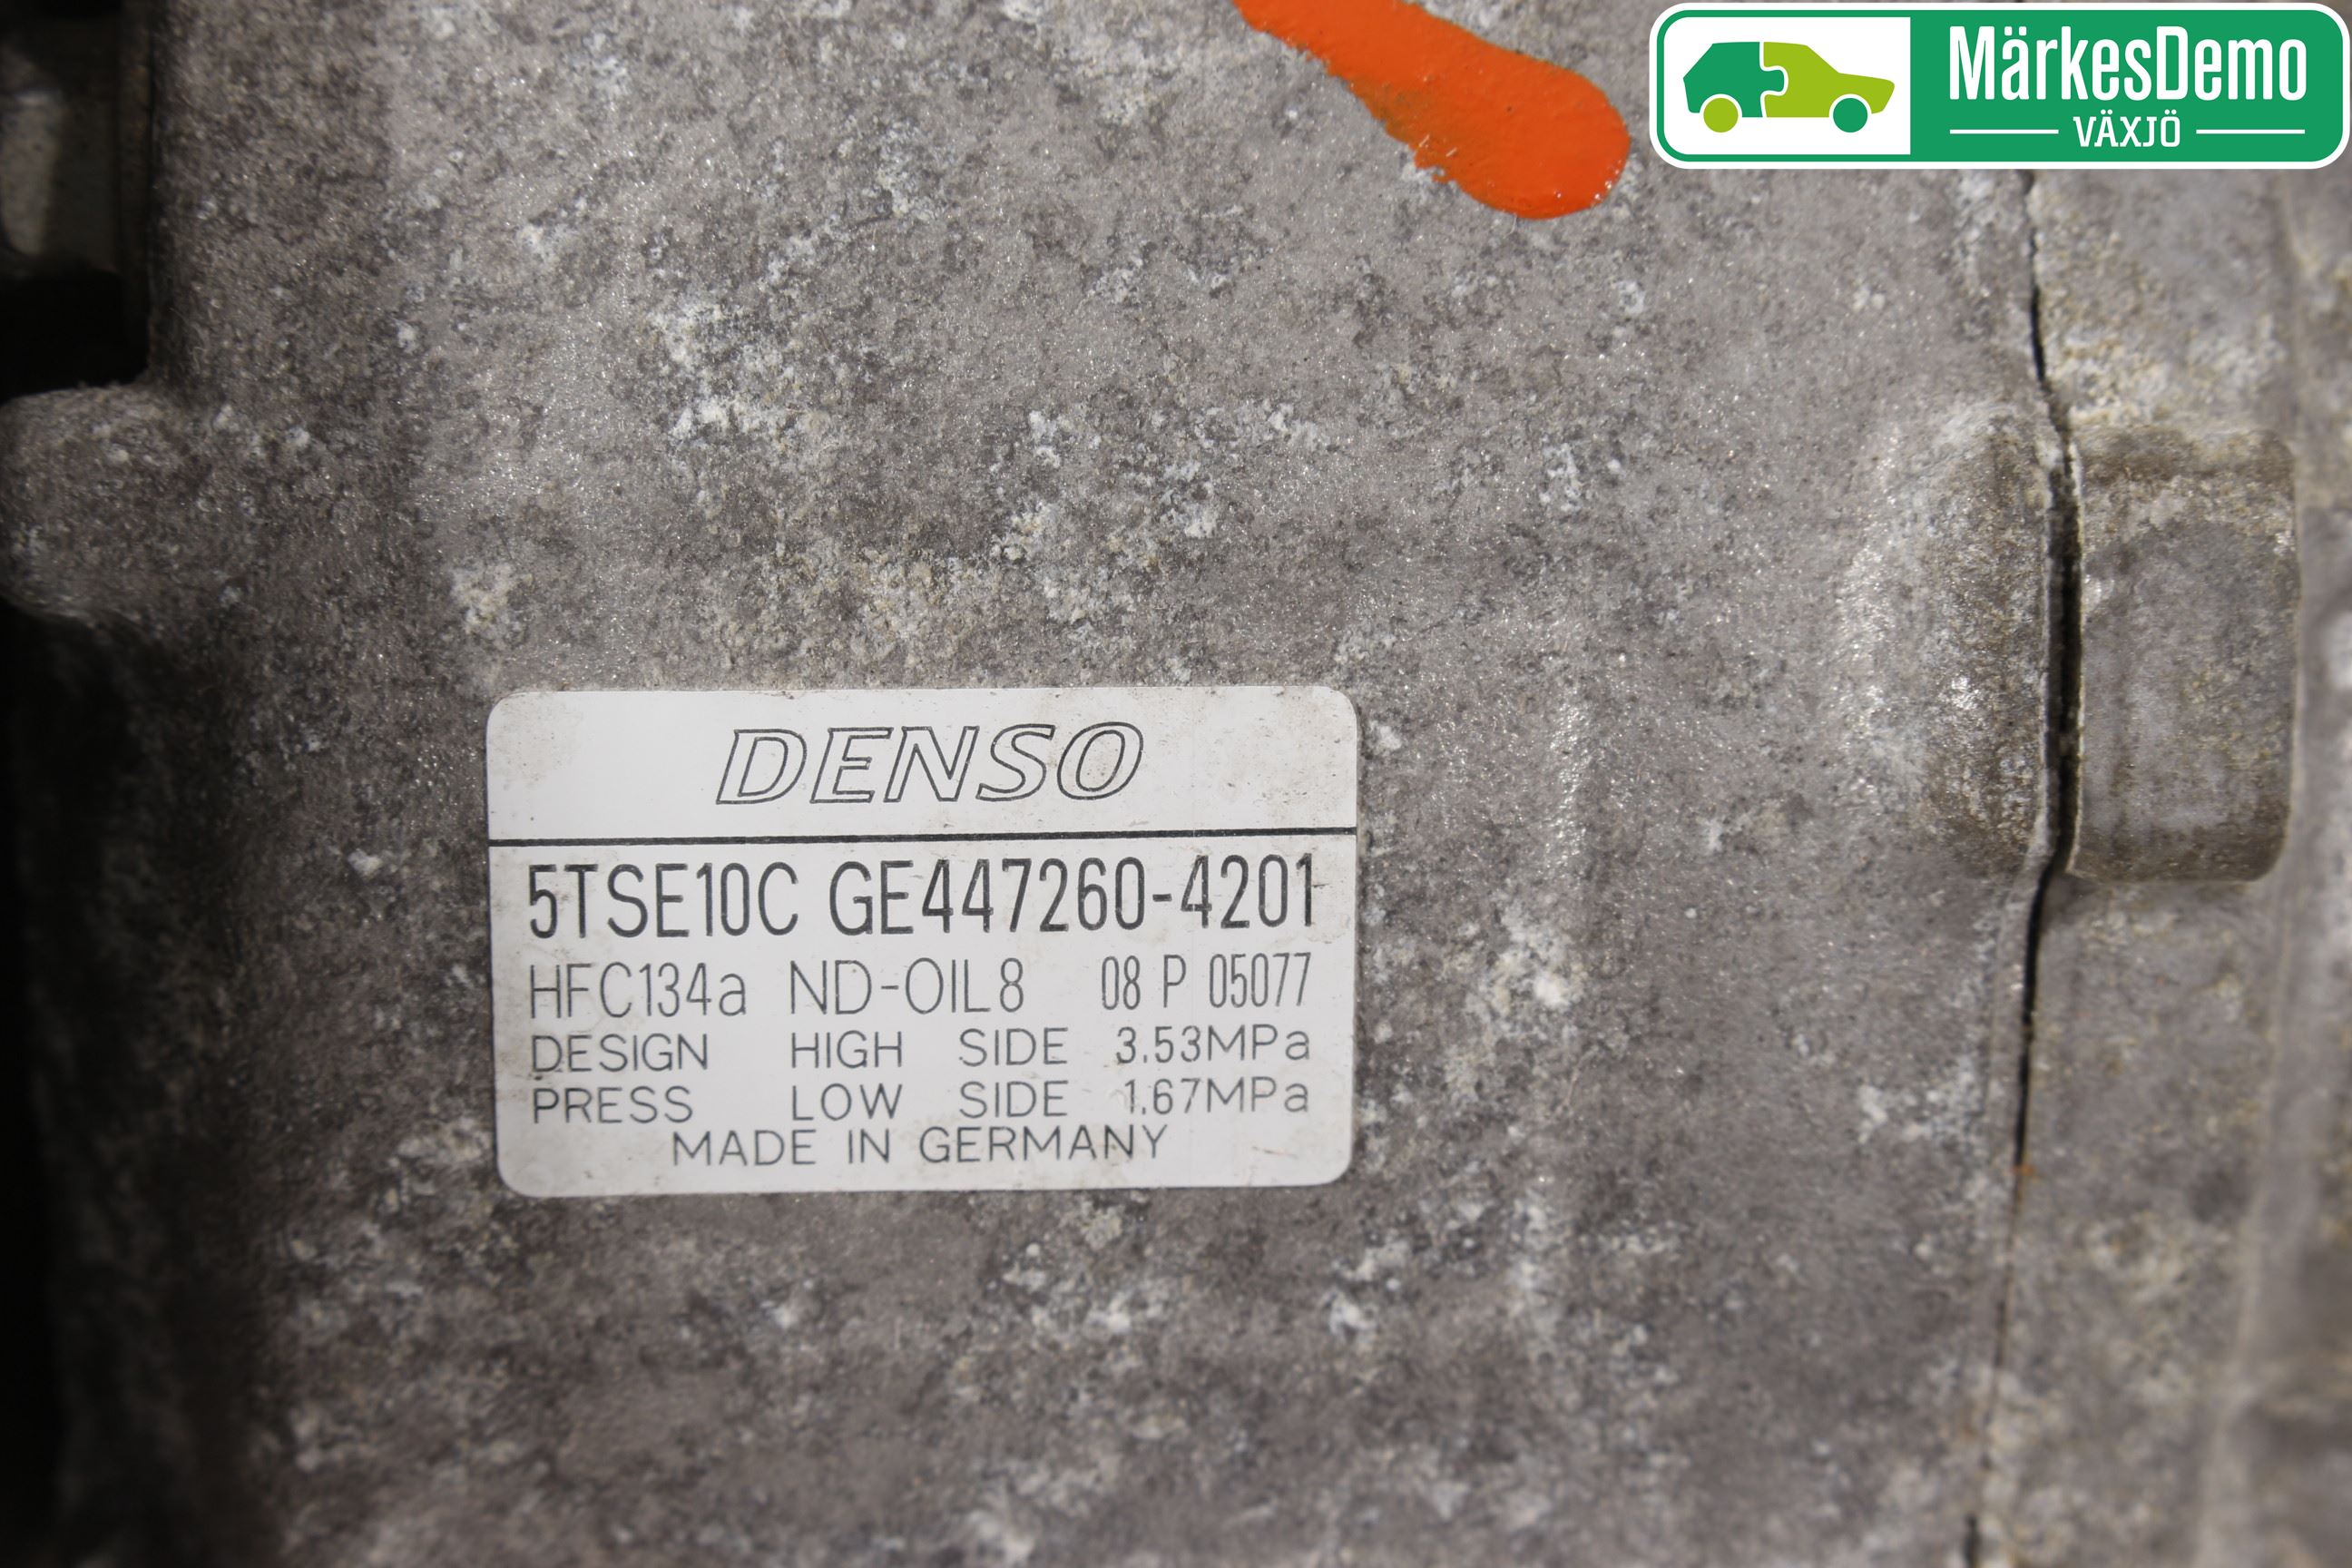 MärkesDemo
VÄXJÖ
DENSO
5TSE10C GE447260-4201
HFC134a ND-OIL8 08 P 05077
DESIGN HIGH SIDE 3.53MPa
PRESS LOW SIDE 1.67MPa
MADE IN GERMANY